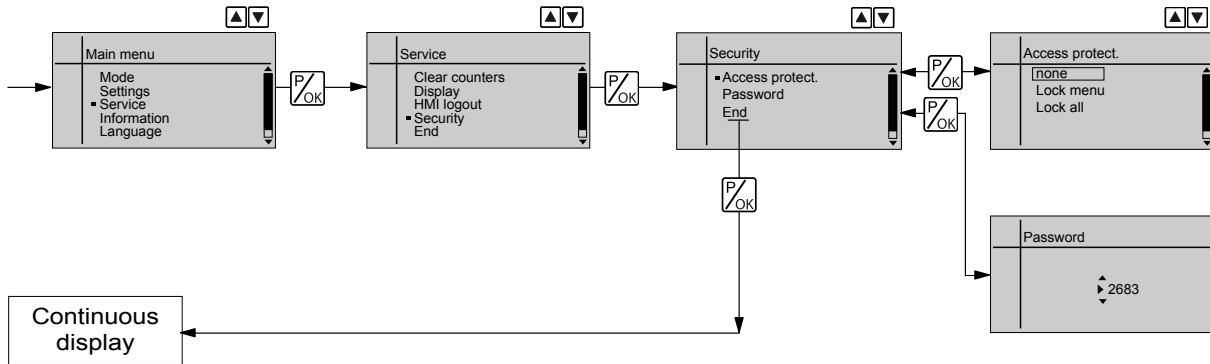 Main menu
Mode
Settings
Service
Information
Language
P/OK
Service
Clear counters
Display
HMI logout
Security
End
P/OK
Security
Access protect.
Password
End
P/OK
P/OK
Access protect.
none
Lock menu
Lock all
P/OK
Password
2683
Continuous
display